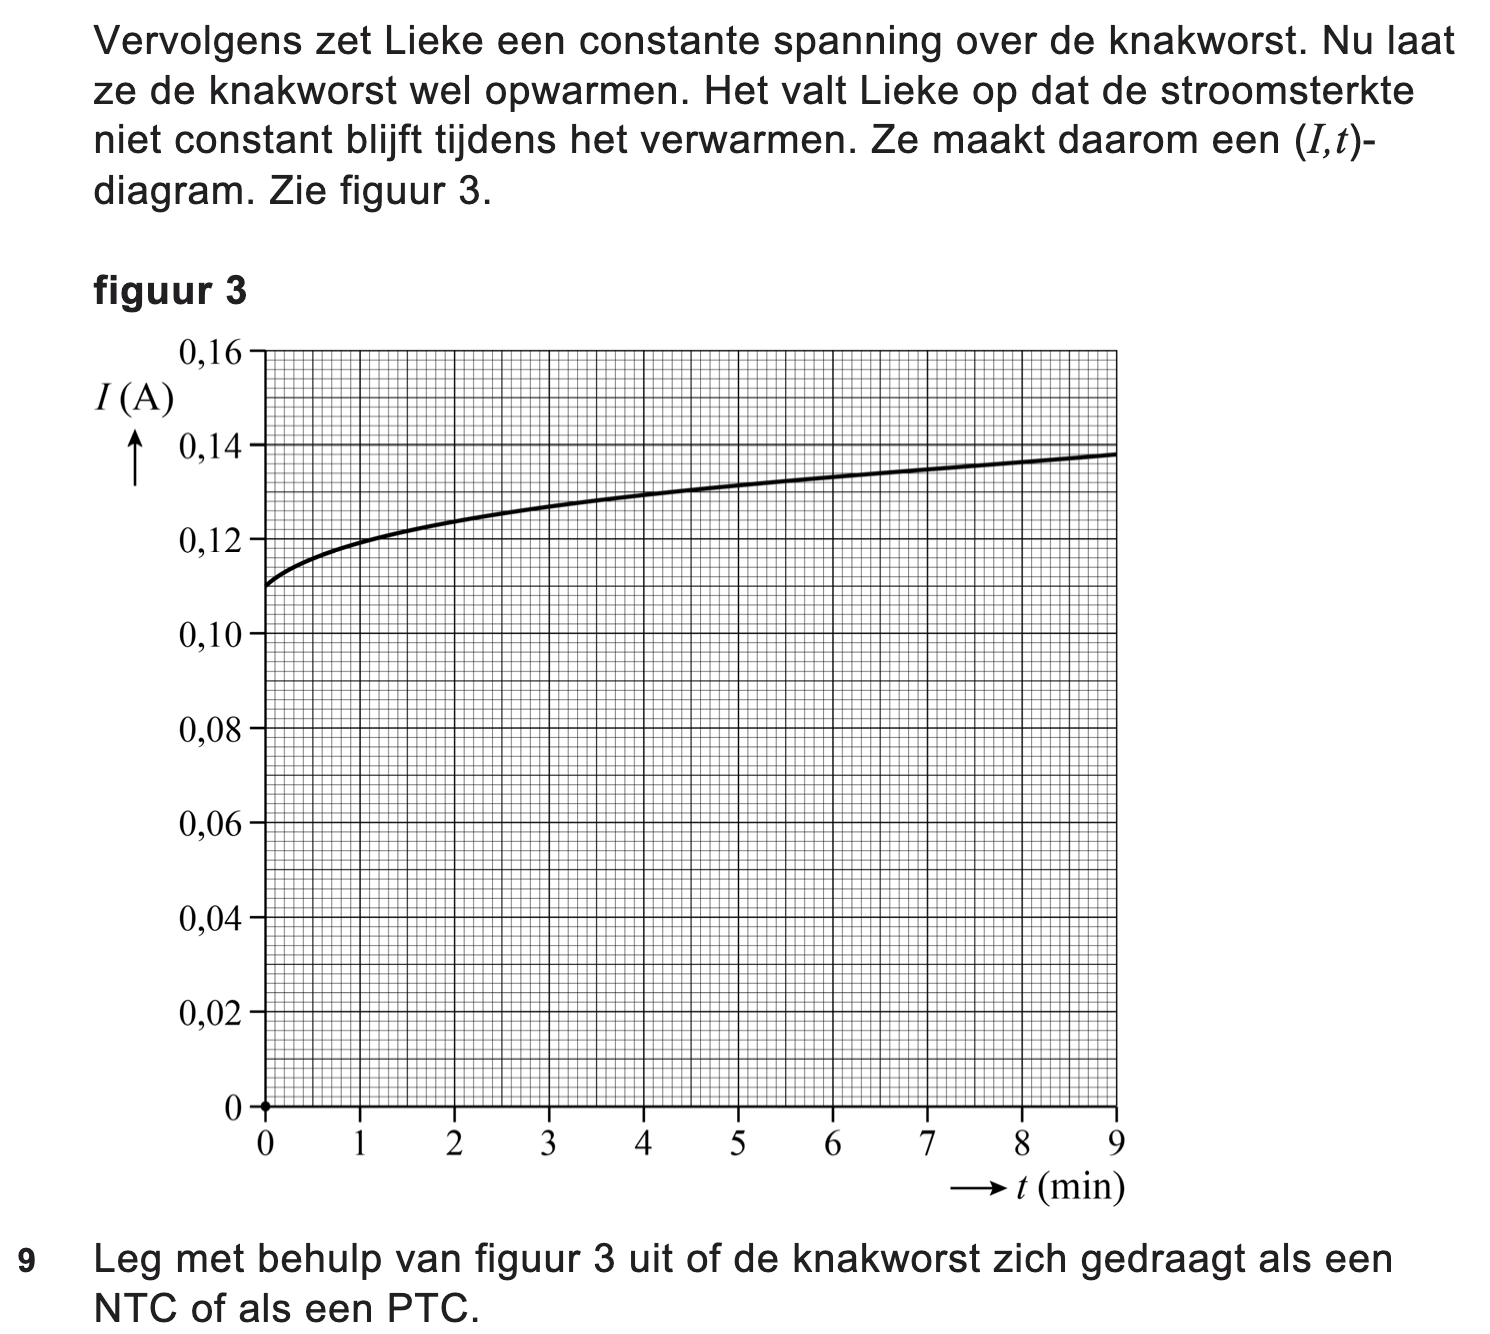 Vervolgens zet Lieke een constante spanning over de knakworst. Nu laat
ze de knakworst wel opwarmen. Het valt Lieke op dat de stroomsterkte
niet constant blijft tijdens het verwarmen. Ze maakt daarom een (I,t)-
diagram. Zie figuur 3.
figuur 3
0,16
I (A)
0,14
0,12
0,10
0,08
0,06
0,04
0,02
0
0 1 2 3 4 5 6 7 8 9
t (min)
9 Leg met behulp van figuur 3 uit of de knakworst zich gedraagt als een
NTC of als een PTC.